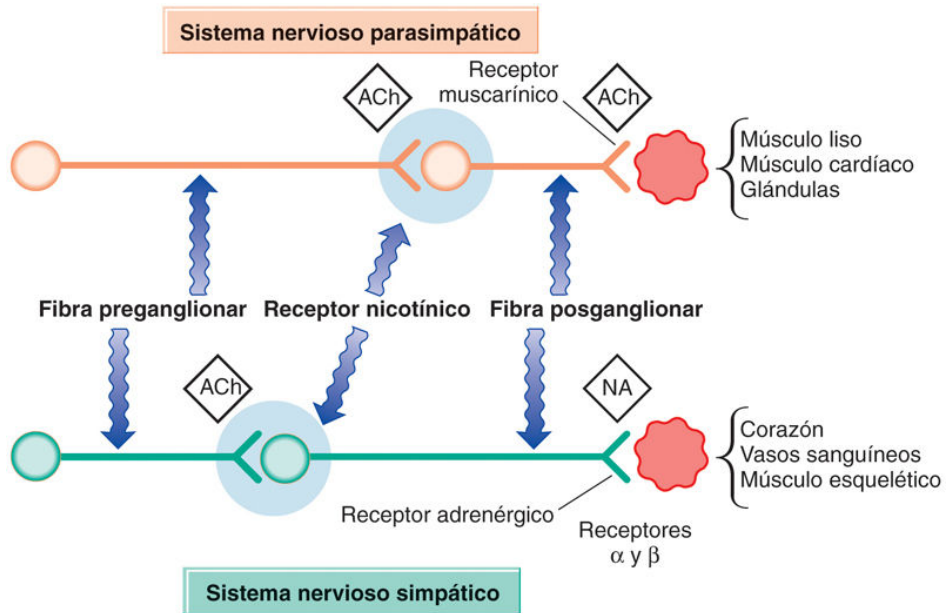 Sistema nervioso parasimpático
Receptor
muscarínico
ACh
ACh
Músculo liso
Músculo cardíaco
Glándulas
Fibra preganglionar
Receptor nicotínico
Fibra posganglionar
ACh
NA
Corazón
Vasos sanguíneos
Músculo esquelético
Receptor adrenérgico
Receptores
α y β
Sistema nervioso simpático